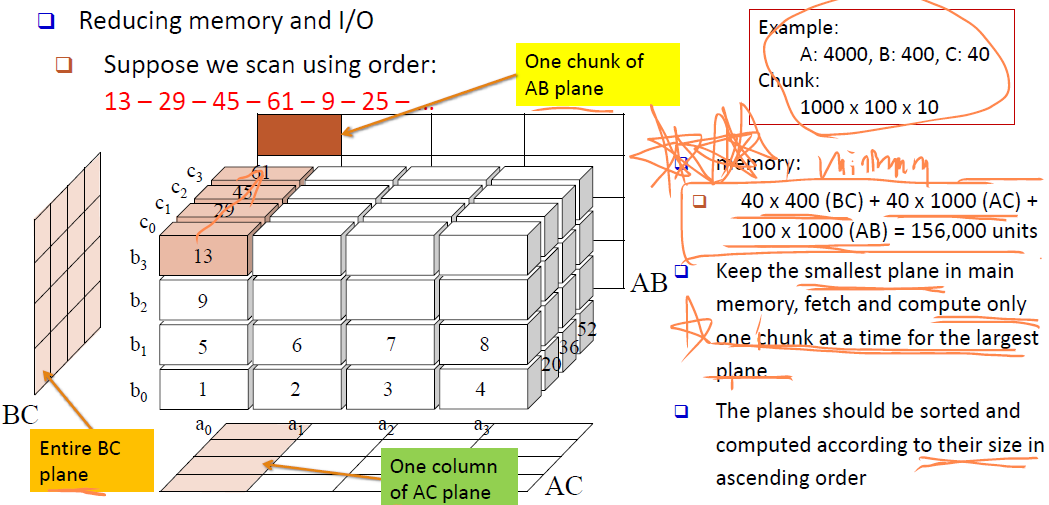 Reducing memory and I/O
Suppose we scan using order:
13 – 29 – 45 – 61 – 9 – 25 – …
One chunk of
AB plane
Example:
A: 4000, B: 400, C: 40
Chunk:
1000 x 100 x 10
memory:
40 x 400 (BC) + 40 x 1000 (AC) +
100 x 1000 (AB) = 156,000 units
Keep the smallest plane in main
memory, fetch and compute only
one chunk at a time for the largest
plane
The planes should be sorted and
computed according to their size in
ascending order
c3 61
c2 45
c1 29
c0
b3 13
b2 9
b1 5 6 7 8
b0 1 2 3 4
20 36 52
AB
a0 a1 a2 a3
BC
Entire BC
plane
One column
of AC plane
AC